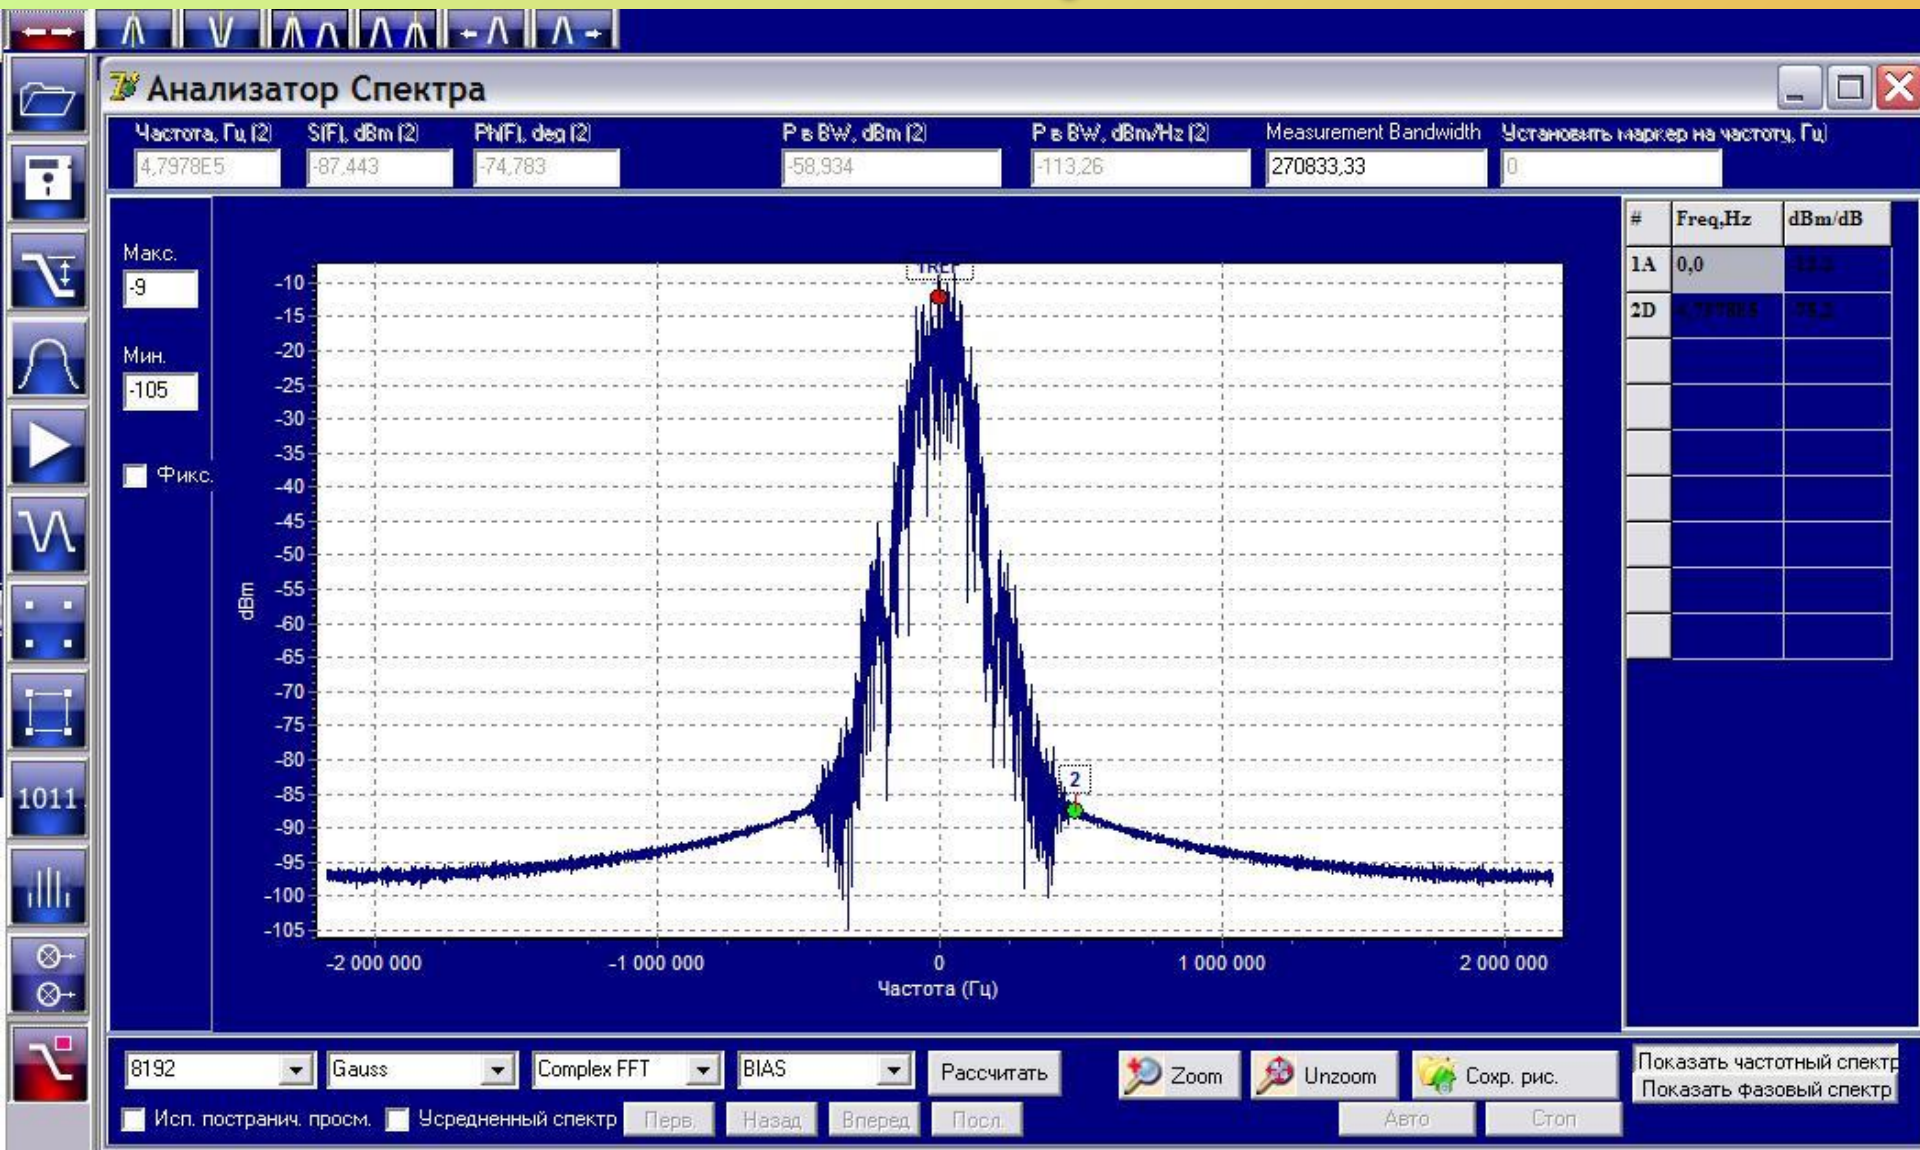 Анализатор Спектра
Частота, Гц (2) S(F), dBm (2) Ph(F), deg (2) P в BW, dBm (2) P в BW, dBm/Hz (2) Measurement Bandwidth Установить маркер на частоту, Гц)
4,7978E5 -87,443 -74,783 -58,934 -113,26 270833,33 0
# Freq,Hz dBm/dB
1A 0,0
2D
Макс.
-9
Мин.
-105
Фикс.
1REF
2
dBm
-10
-15
-20
-25
-30
-35
-40
-45
-50
-55
-60
-65
-70
-75
-80
-85
-90
-95
-100
-105
-2 000 000 -1 000 000 0 1 000 000 2 000 000
Частота (Гц)
1011
8192 Gauss Complex FFT BIAS Рассчитать Zoom Unzoom Сохр. рис. Показать частотный спектр
Показать фазовый спектр
Исп. постранич. просм. Усредненный спектр Перв. Назад Вперед Посл. Авто Стоп